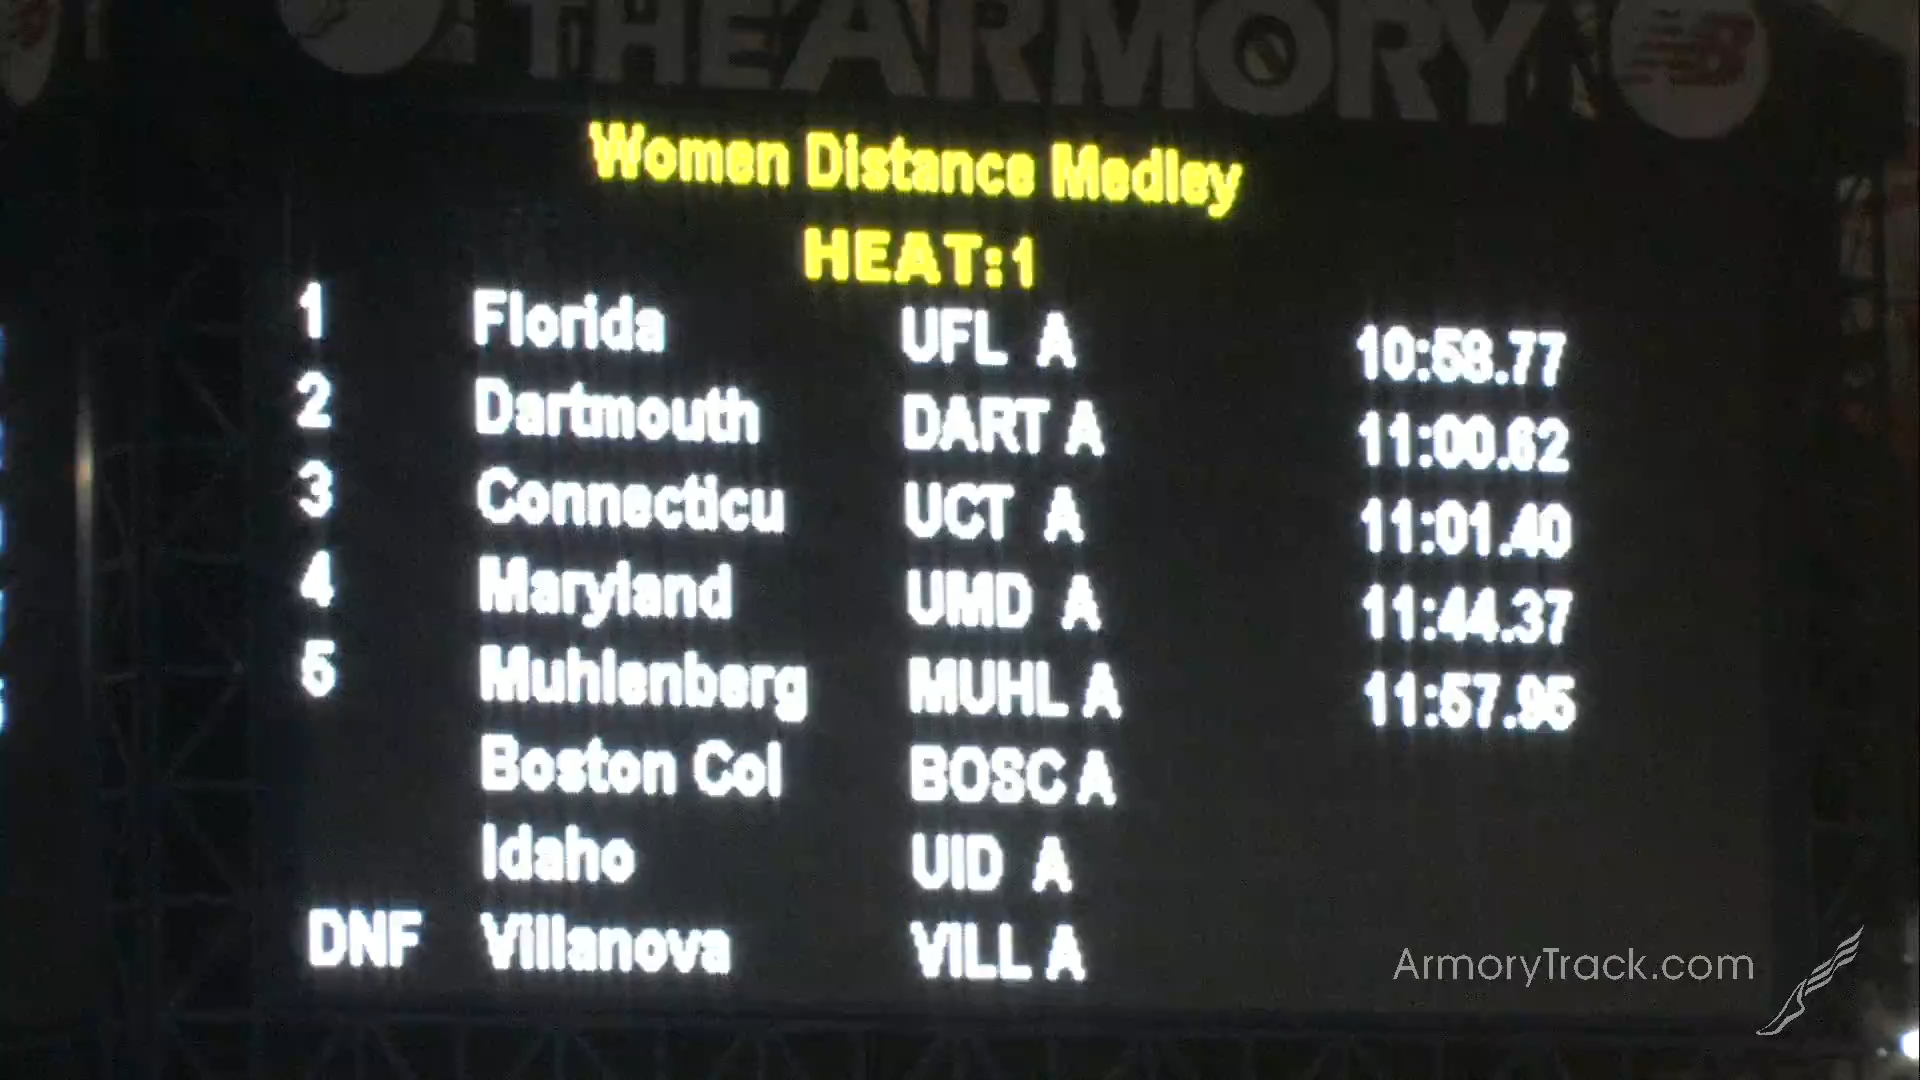 THE ARMORY
Women Distance Medley
HEAT:1
1 Florida UFL A 10:58.77
2 Dartmouth DART A 11:00.62
3 Connecticu UCT A 11:01.40
4 Maryland UMD A 11:44.37
5 Muhlenberg MUHL A 11:57.95
Boston Col BOSC A
Idaho UID A
DNF Villanova VILL A
ArmoryTrack.com